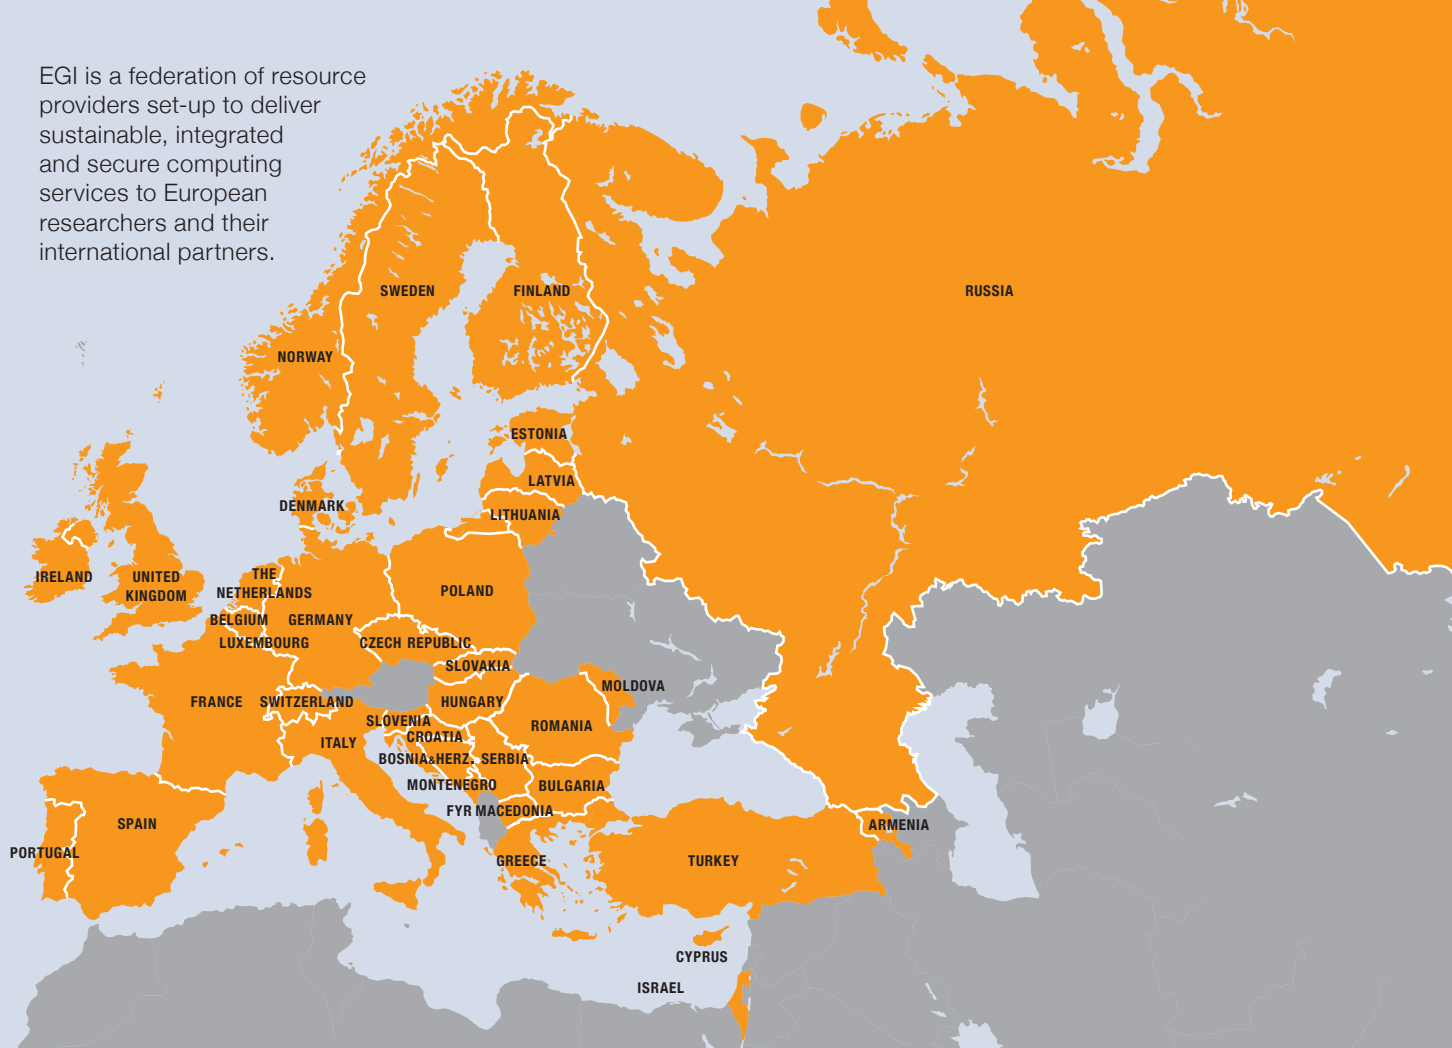 EGI is a federation of resource
providers set-up to deliver
sustainable, integrated
and secure computing
services to European
researchers and their
international partners.
SWEDEN
FINLAND
RUSSIA
NORWAY
ESTONIA
LATVIA
DENMARK
LITHUANIA
IRELAND
UNITED
KINGDOM
THE
NETHERLANDS
POLAND
BELGIUM
GERMANY
LUXEMBOURG
CZECH REPUBLIC
SLOVAKIA
MOLDOVA
FRANCE
SWITZERLAND
HUNGARY
SLOVENIA
ROMANIA
CROATIA
ITALY
BOSNIA&HERZ.
SERBIA
MONTENEGRO
BULGARIA
FYR MACEDONIA
SPAIN
ARMENIA
PORTUGAL
GREECE
TURKEY
CYPRUS
ISRAEL